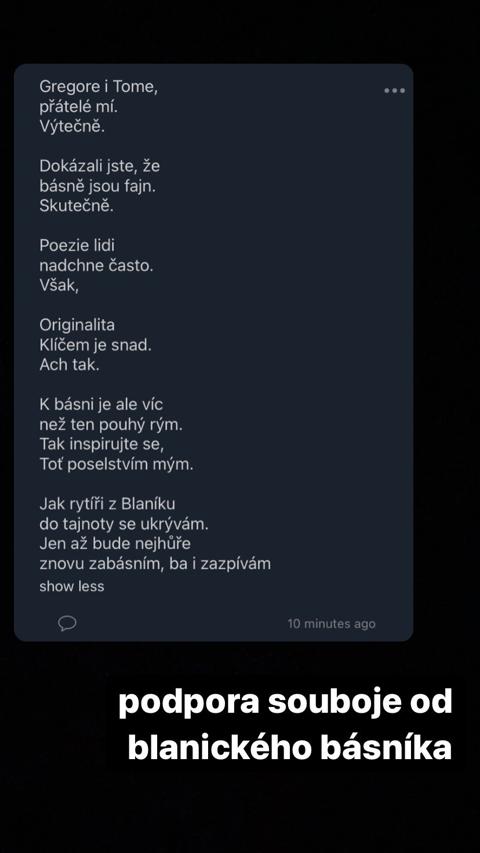 Gregore i Tome,
přátelé mí.
Výtečně.
Dokázali jste, že
básně jsou fajn.
Skutečně.
Poezie lidi
nadchne často.
Však,
Originalita
Klíčem je snad.
Ach tak.
K básni je ale víc
než ten pouhý rým.
Tak inspirujte se,
Toť poselstvím mým.
Jak rytíři z Blaníku
do tajnoty se ukrývám.
Jen až bude nejhůře
znovu zabásním, ba i zazpívám
show less
10 minutes ago
podpora souboje od
blanického básníka